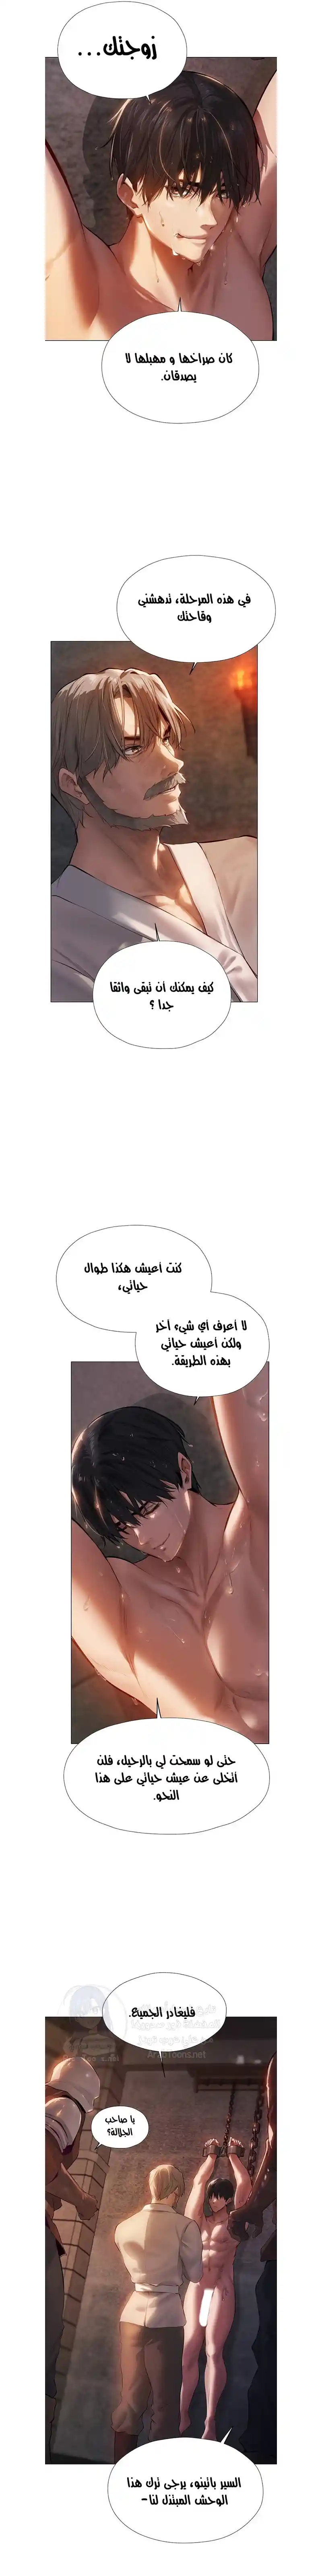 زوجتك...
كان صراخها و مهبلها لا
يصدقان.
في هذه المرحلة، تدهشني
وقاحتك
كيف يمكنك أن تبقى واثقا
جدا ؟
كنت أعيش هكذا طوال
حياتي،
لا أعرف أي شيء آخر
ولكن أعيش حياتي
بهذه الطريقة.
حتى لو سمحت لي بالرحيل، فلن
أتخلى عن عيش حياتي على هذا
النحو.
فليغادر الجميع.
يا صاحب
الجلالة؟
السير باتينو، يرجى ترك هذا
الوحش المبتذل لنا-